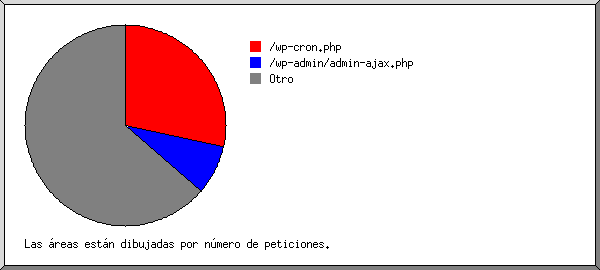 /wp-cron.php
/wp-admin/admin-ajax.php
Otro
Las áreas están dibujadas por número de peticiones.